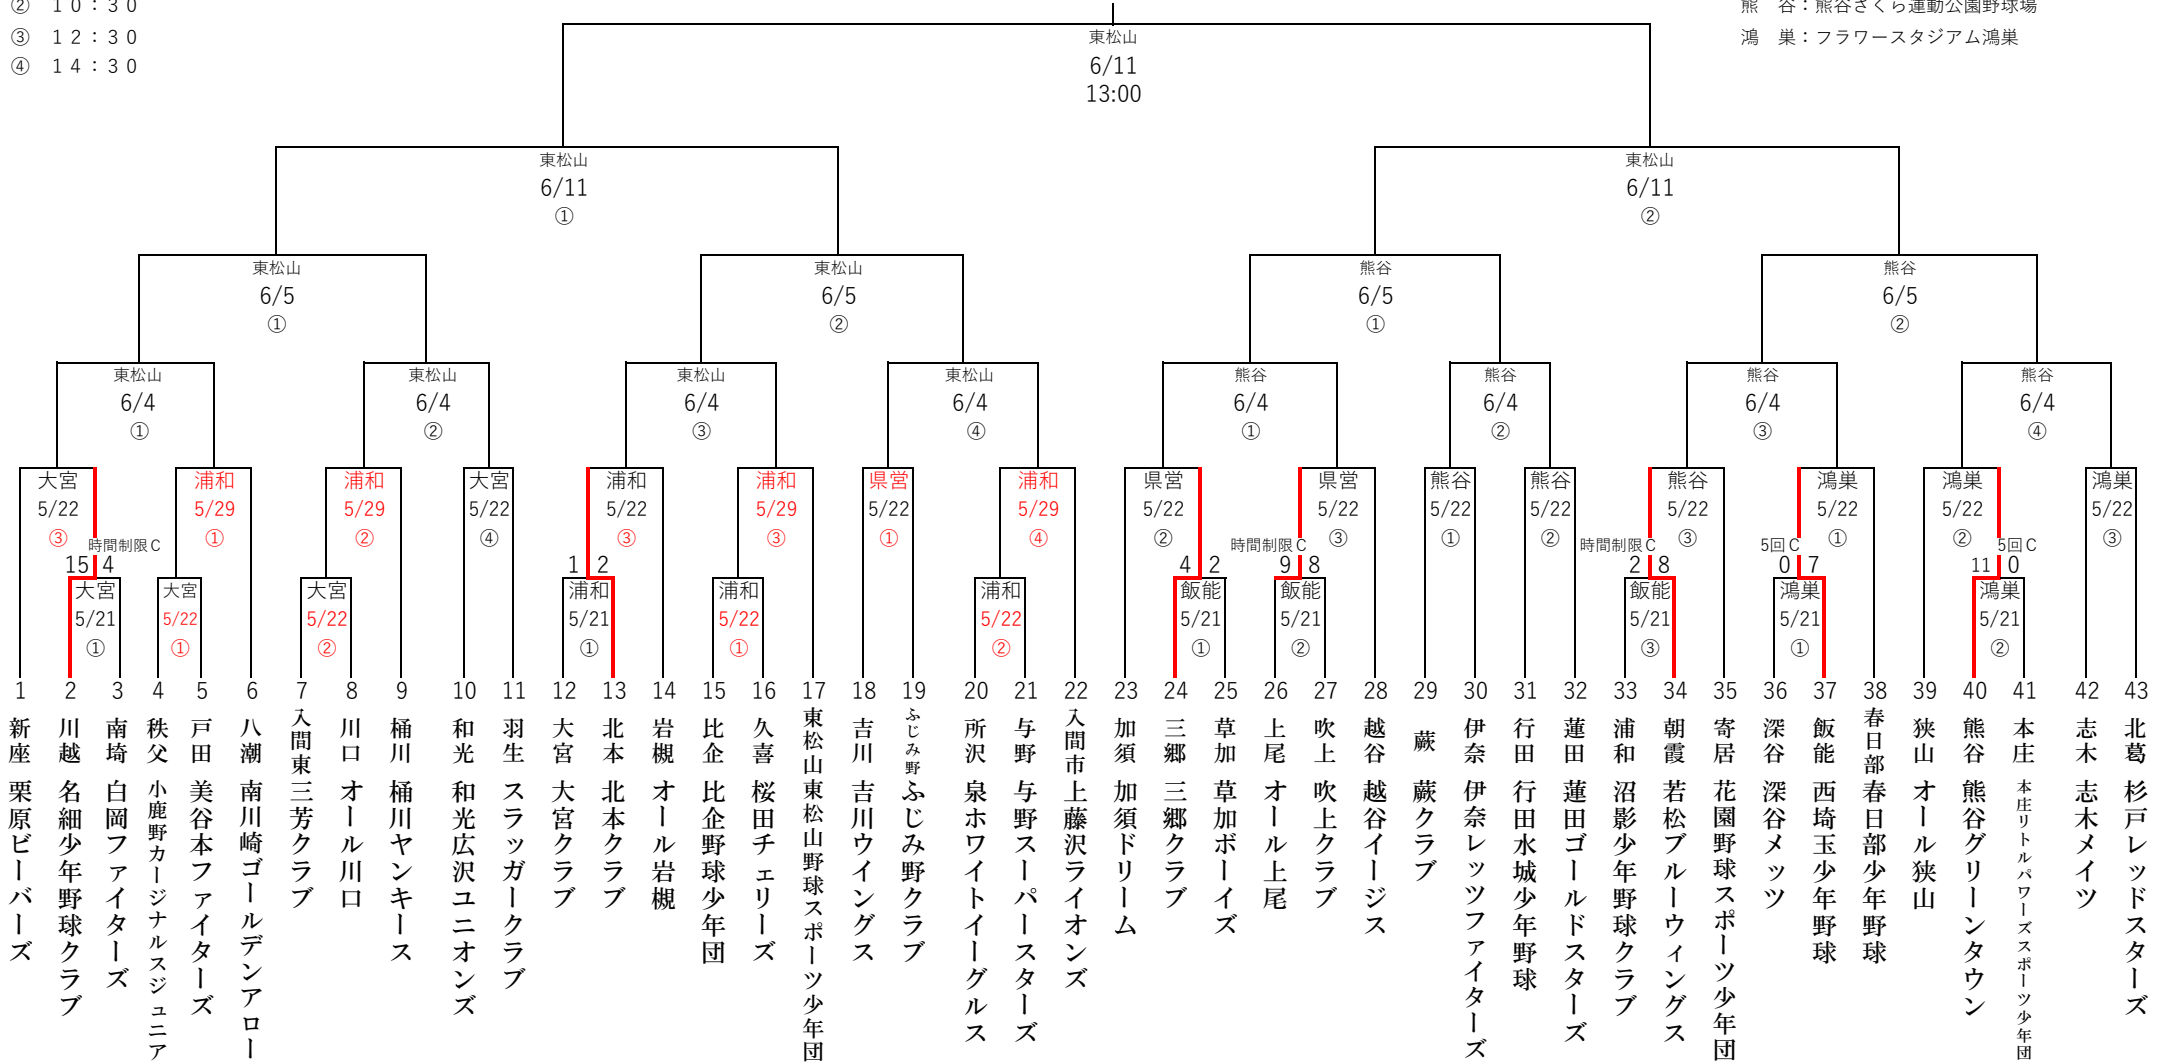 ② 10：30
③ 12：30
④ 14：30
熊　谷：熊谷さくら運動公園野球場
鴻　巣：フラワースタジアム鴻巣
東松山
6/11
13:00
東松山
6/11
①
東松山
6/11
②
東松山
6/5
①
東松山
6/5
②
熊谷
6/5
①
熊谷
6/5
②
東松山
6/4
①
東松山
6/4
②
東松山
6/4
③
東松山
6/4
④
熊谷
6/4
①
熊谷
6/4
②
熊谷
6/4
③
熊谷
6/4
④
大宮
5/22
③
浦和
5/29
①
浦和
5/29
②
大宮
5/22
④
浦和
5/22
③
浦和
5/29
③
県営
5/22
①
浦和
5/29
④
県営
5/22
②
県営
5/22
③
熊谷
5/22
①
熊谷
5/22
②
熊谷
5/22
③
鴻巣
5/22
①
鴻巣
5/22
②
鴻巣
5/22
③
時間制限C
15 4
大宮
5/21
①
大宮
5/22
①
大宮
5/22
②
1 2
浦和
5/21
①
浦和
5/22
①
浦和
5/22
②
4 2
飯能
5/21
①
時間制限C
9 8
飯能
5/21
②
時間制限C
2 8
飯能
5/21
③
5回C
0 7
鴻巣
5/21
①
5回C
11 0
鴻巣
5/21
②
1 新座 栗原ビーバーズ
2 川越 名細少年野球クラブ
3 南埼 白岡ファイターズ
4 秩父 小鹿野カージナルスジュニア
5 戸田 美谷本ファイターズ
6 八潮 南川崎ゴールデンアロー
7 入間東 三芳クラブ
8 川口 オール川口
9 桶川 桶川ヤンキース
10 和光 和光広沢ユニオンズ
11 羽生 スラッガークラブ
12 大宮 大宮クラブ
13 北本 北本クラブ
14 岩槻 オール岩槻
15 比企 比企野球少年団
16 久喜 桜田チェリーズ
17 東松山 東松山野球スポーツ少年団
18 吉川 吉川ウイングス
19 ふじみ野 ふじみ野クラブ
20 所沢 泉ホワイトイーグルス
21 与野 与野スーパースターズ
22 入間市 上藤沢ライオンズ
23 加須 加須ドリーム
24 三郷 三郷クラブ
25 草加 草加ボーイズ
26 上尾 オール上尾
27 吹上 吹上クラブ
28 越谷 越谷イージス
29 蕨 蕨クラブ
30 伊奈 伊奈レッツファイターズ
31 行田 行田水城少年野球
32 蓮田 蓮田ゴールドスターズ
33 浦和 沼影少年野球クラブ
34 朝霞 若松ブルーウィングス
35 寄居 花園野球スポーツ少年団
36 深谷 深谷メッツ
37 飯能 西埼玉少年野球
38 春日部 春日部少年野球
39 狭山 オール狭山
40 熊谷 熊谷グリーンタウン
41 本庄 本庄リトルパワーズスポーツ少年団
42 志木 志木メイツ
43 北葛 杉戸レッドスターズ